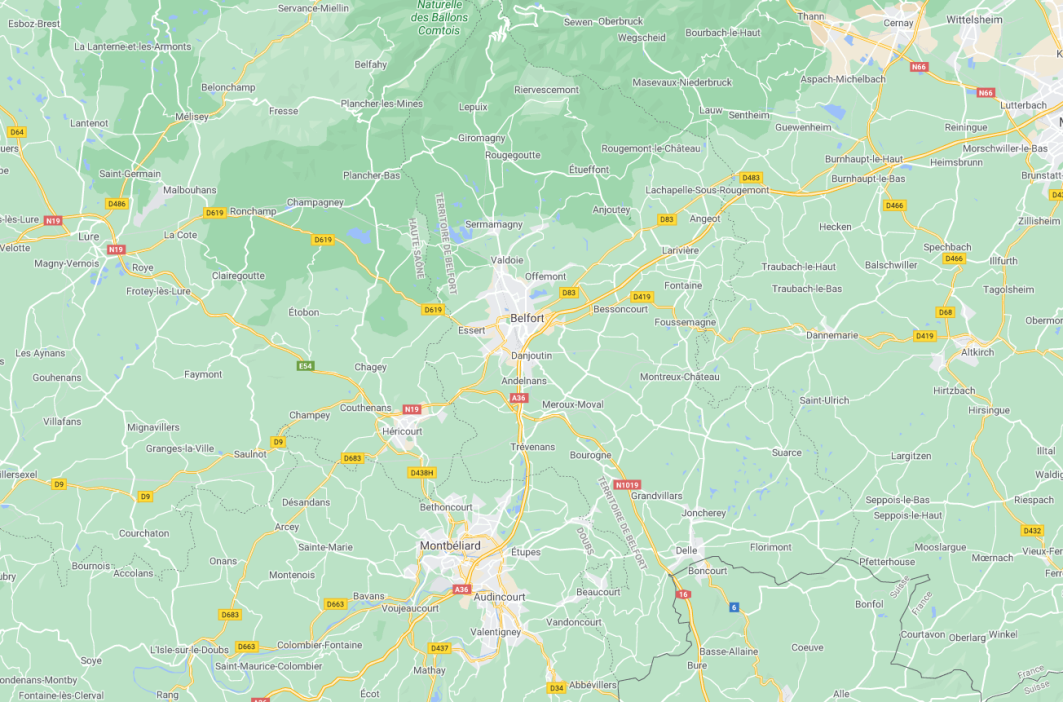 Naturelle
des Ballons
Comtois
Servance-Miellin
Esboz-Brest
La Lanterne-et-les-Armonts
Sewen
Oberbruck
Thann
Cernay
Wittelsheim
Wegscheid
Bourbach-le-Haut
Belfahy
N66
Belonchamp
Riervescemont
Masevaux-Niederbruck
Aspach-Michelbach
N66
Fresse
Plancher-les-Mines
Lepuix
Lauw
Sentheim
Lutterbach
Lantenot
Melisey
Guewenheim
Reiningue
D64
Giromagny
Rougegoutte
Rougemont-le-Château
Morschwiller-le-Bas
Burnhaupt-le-Haut
Heimsbrunn
Saint-Germain
Plancher-Bas
Étueffont
D483
Burnhaupt-le-Bas
Malbouhans
Lachapelle-Sous-Rougemont
D486
Champagney
D466
D619
Ronchamp
Anjoutey
D83
Angeot
N19
Zillisheim
Sermamagny
Hecken
Lure
La Cote
D619
TERRITOIRE DE BELFORT
HAUTE-SAÔNE
Velotte
N19
Larivière
Spechbach
D466
Illfurth
Magny-Vernois
Roye
Valdoie
Traubach-le-Haut
Balschwiller
Clairegoutte
Offemont
Fontaine
Traubach-le-Bas
Tagolsheim
Frotey-lès-Lure
D83
D419
Étobon
D619
Bessoncourt
D68
Belfort
Foussemagne
Essert
Dannemarie
D419
Les Aynans
Danjoutin
Altkirch
E54
Chagey
Gouhenans
Faymont
Andelnans
Montreux-Château
Hirtzbach
A36
Saint-Ulrich
Couthenans
N19
Meroux-Moval
Hirsingue
Champey
Villafans
Mignavillers
Héricourt
D9
Granges-la-Ville
Trévenans
Suarce
Illtal
Saulnot
D683
Bourogne
Largitzen
D438H
D9
N1019
D9
TERRITOIRE DE BELFORT
Grandvillars
Désandans
Seppois-le-Bas
Riespach
Bethoncourt
Joncherey
Seppois-le-Haut
Arcey
D432
Courchaton
DOUBS
Sainte-Marie
Montbéliard
Étupes
Delle
Florimont
Mooslargue
Mœrnach
Onans
Pfetterhouse
Bournois
Accolans
Montenois
Boncourt
Suisse
France
A36
Beaucourt
16
Bavans
Audincourt
D663
6
Bonfol
Voujeaucourt
D683
Vandoncourt
Valentigney
Courtavon
Oberlarg
Winkel
D663
Colombier-Fontaine
D437
L'Isle-sur-le-Doubs
Basse-Allaine
Coeuve
Soye
Saint-Maurice-Colombier
Mathay
Bure
France
Suisse
Abbévillers
D34
Fontaine-lès-Clerval
Rang
Écot
Alle